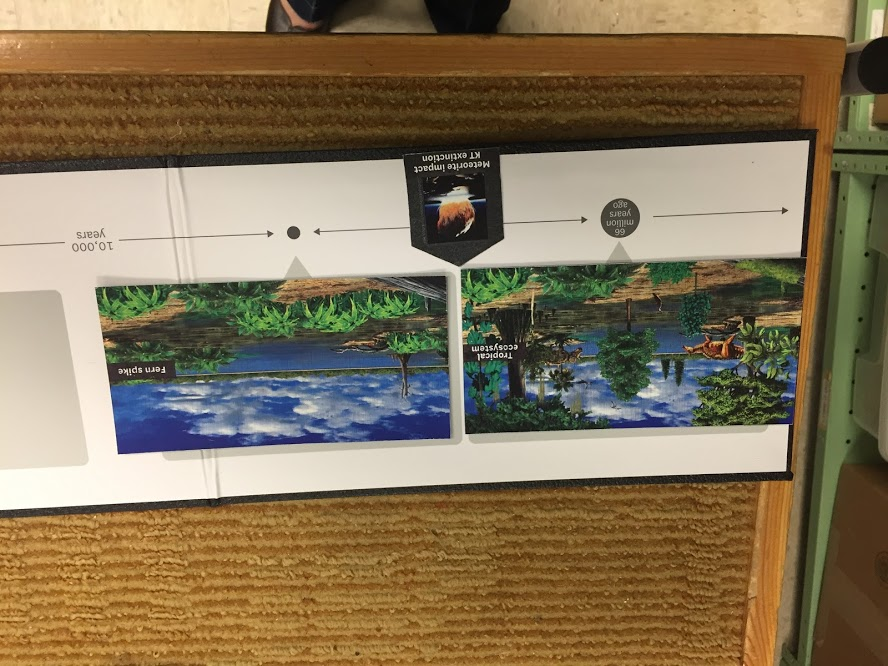 Tropical
ecosystem
Fern spike
66
million
years
ago
Meteorite impact
KT extinction
10,000
years